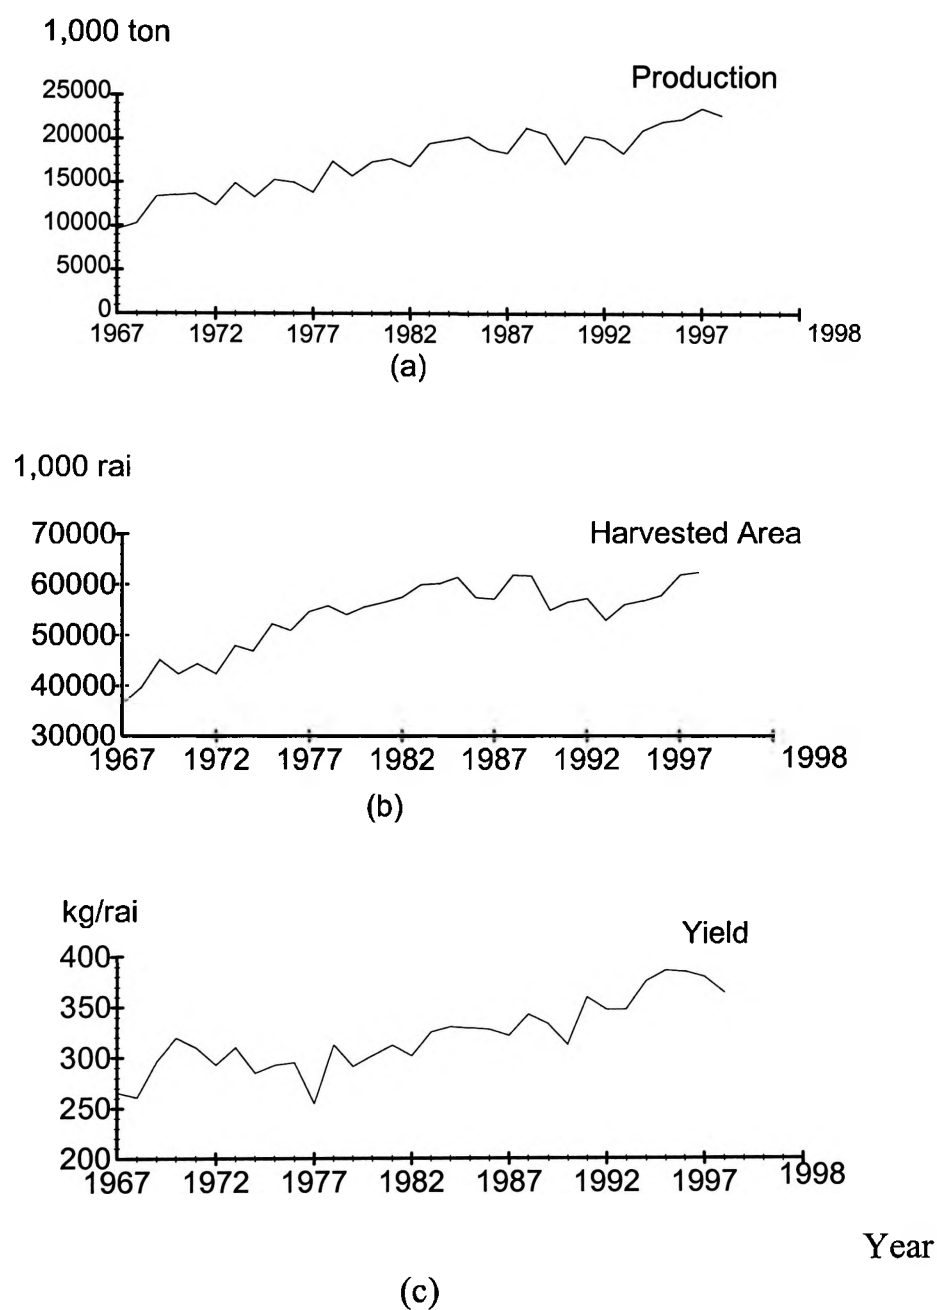 1,000 ton
Production
25000
20000
15000
10000
5000
0
1967 1972 1977 1982 1987 1992 1997 1998
(a)
1,000 rai
Harvested Area
70000
60000
50000
40000
30000
1967 1972 1977 1982 1987 1992 1997 1998
(b)
kg/rai
Yield
400
350
300
250
200
1967 1972 1977 1982 1987 1992 1997 1998
Year
(c)